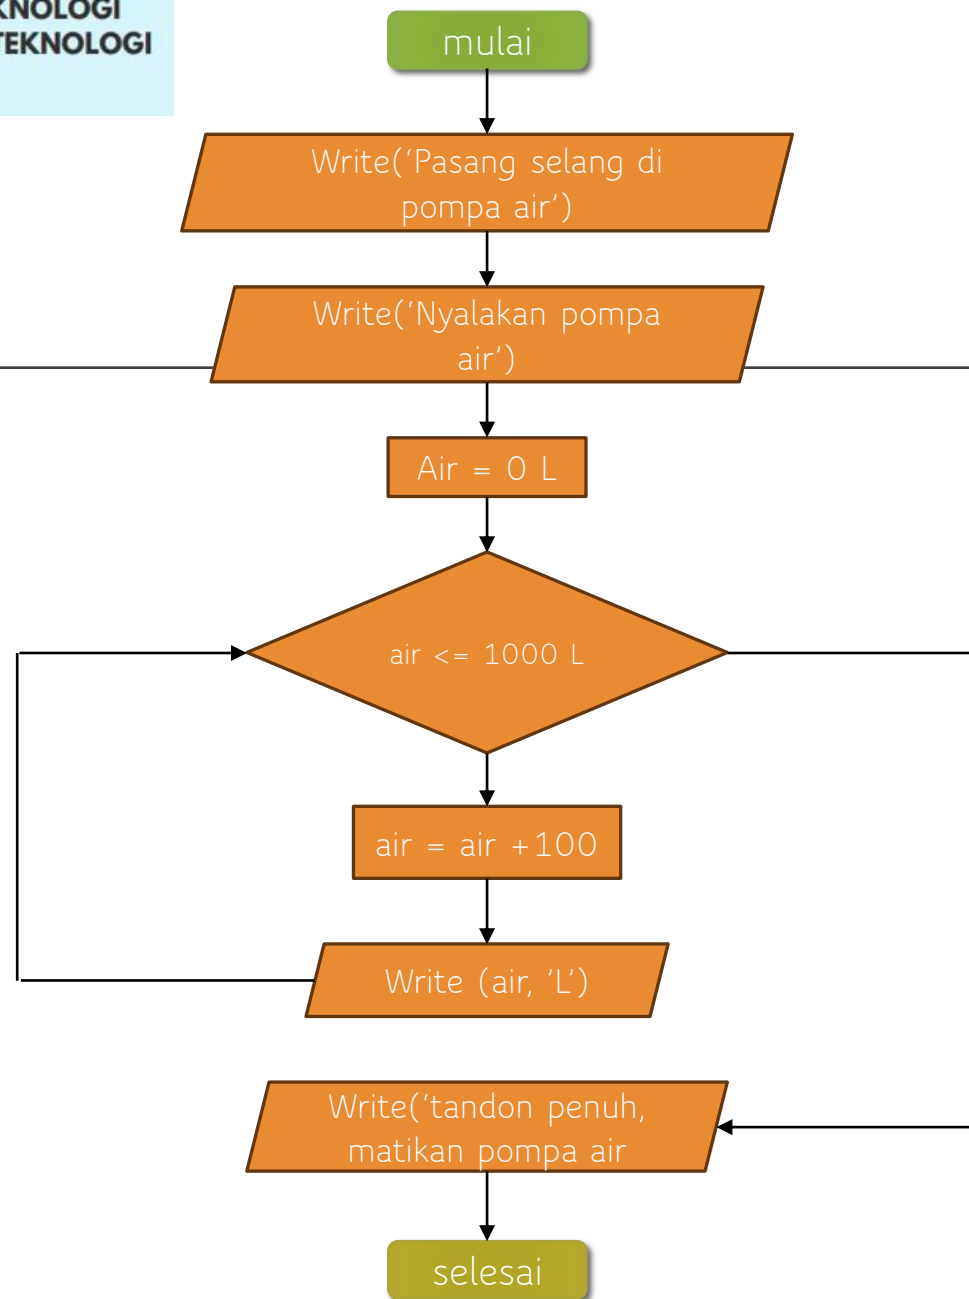 KNOLOGI
TEKNOLOGI
mulai
Write('Pasang selang di
pompa air')
Write('Nyalakan pompa
air')
Air = 0 L
air <= 1000 L
air = air +100
Write (air, 'L')
Write('tandon penuh,
matikan pompa air
selesai